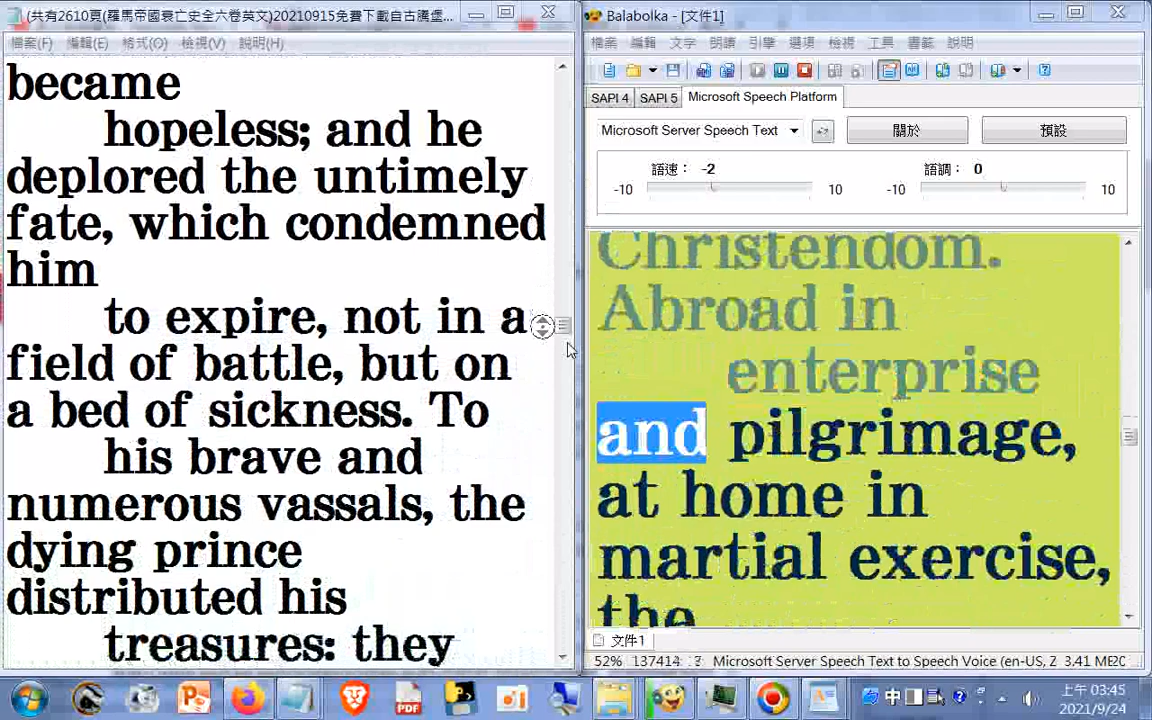 (共有2610頁(羅馬帝國衰亡史全六卷英文)20210915免費下載自古騰堡...
檔案(F) 編輯(E) 格式(O) 檢視(V) 說明(H)
became
hopeless; and he
deplored the untimely
fate, which condemned
him
to expire, not in a
field of battle, but on
a bed of sickness. To
his brave and
numerous vassals, the
dying prince
distributed his
treasures: they
Balabolka - [文件1]
檔案 編輯 文字 朗讀 引擎 選項 檢視 工具 書籤 說明
SAPI 4 SAPI 5 Microsoft Speech Platform
Microsoft Server Speech Text 關於 預設
語速： -2 語調： 0
-10 10 -10 10
Christendom.
Abroad in
enterprise
and pilgrimage,
at home in
martial exercise,
the
文件1
52% 137414 : ? Microsoft Server Speech Text to Speech Voice (en-US, Z 3.41 ME20
中
上午 03:45
2021/9/24